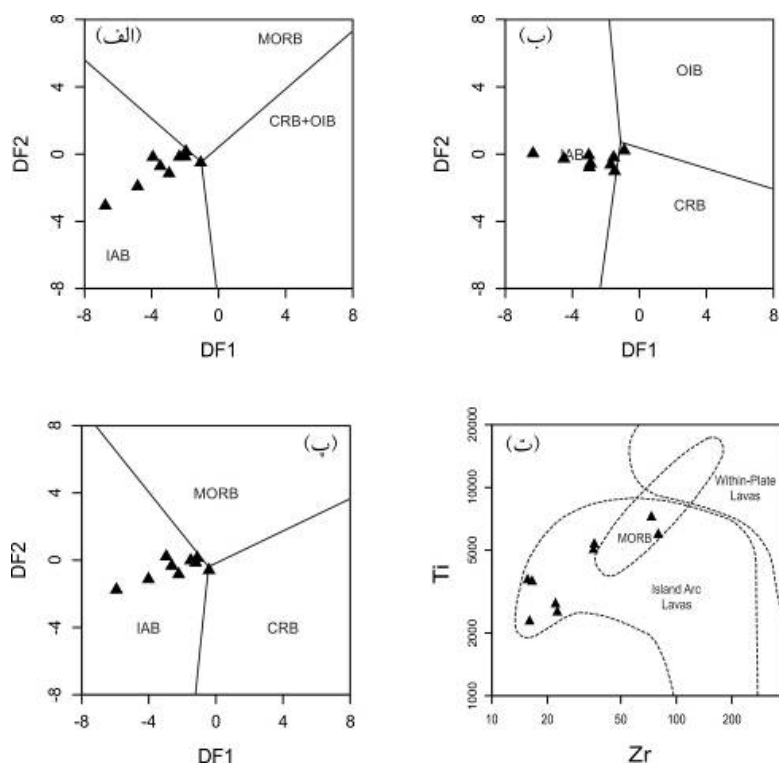 (الف)
MORB
CRB+OIB
IAB
DF2
8
4
0
-4
-8
-8 -4 0 4 8
DF1
(ب)
OIB
IAB
CRB
DF2
8
4
0
-4
-8
-8 -4 0 4 8
DF1
(پ)
MORB
IAB
CRB
DF2
8
4
0
-4
-8
-8 -4 0 4 8
DF1
(ت)
Within-Plate
Lavas
MORB
Island Arc
Lavas
Ti
20000
10000
5000
2000
1000
10 20 50 100 200
Zr